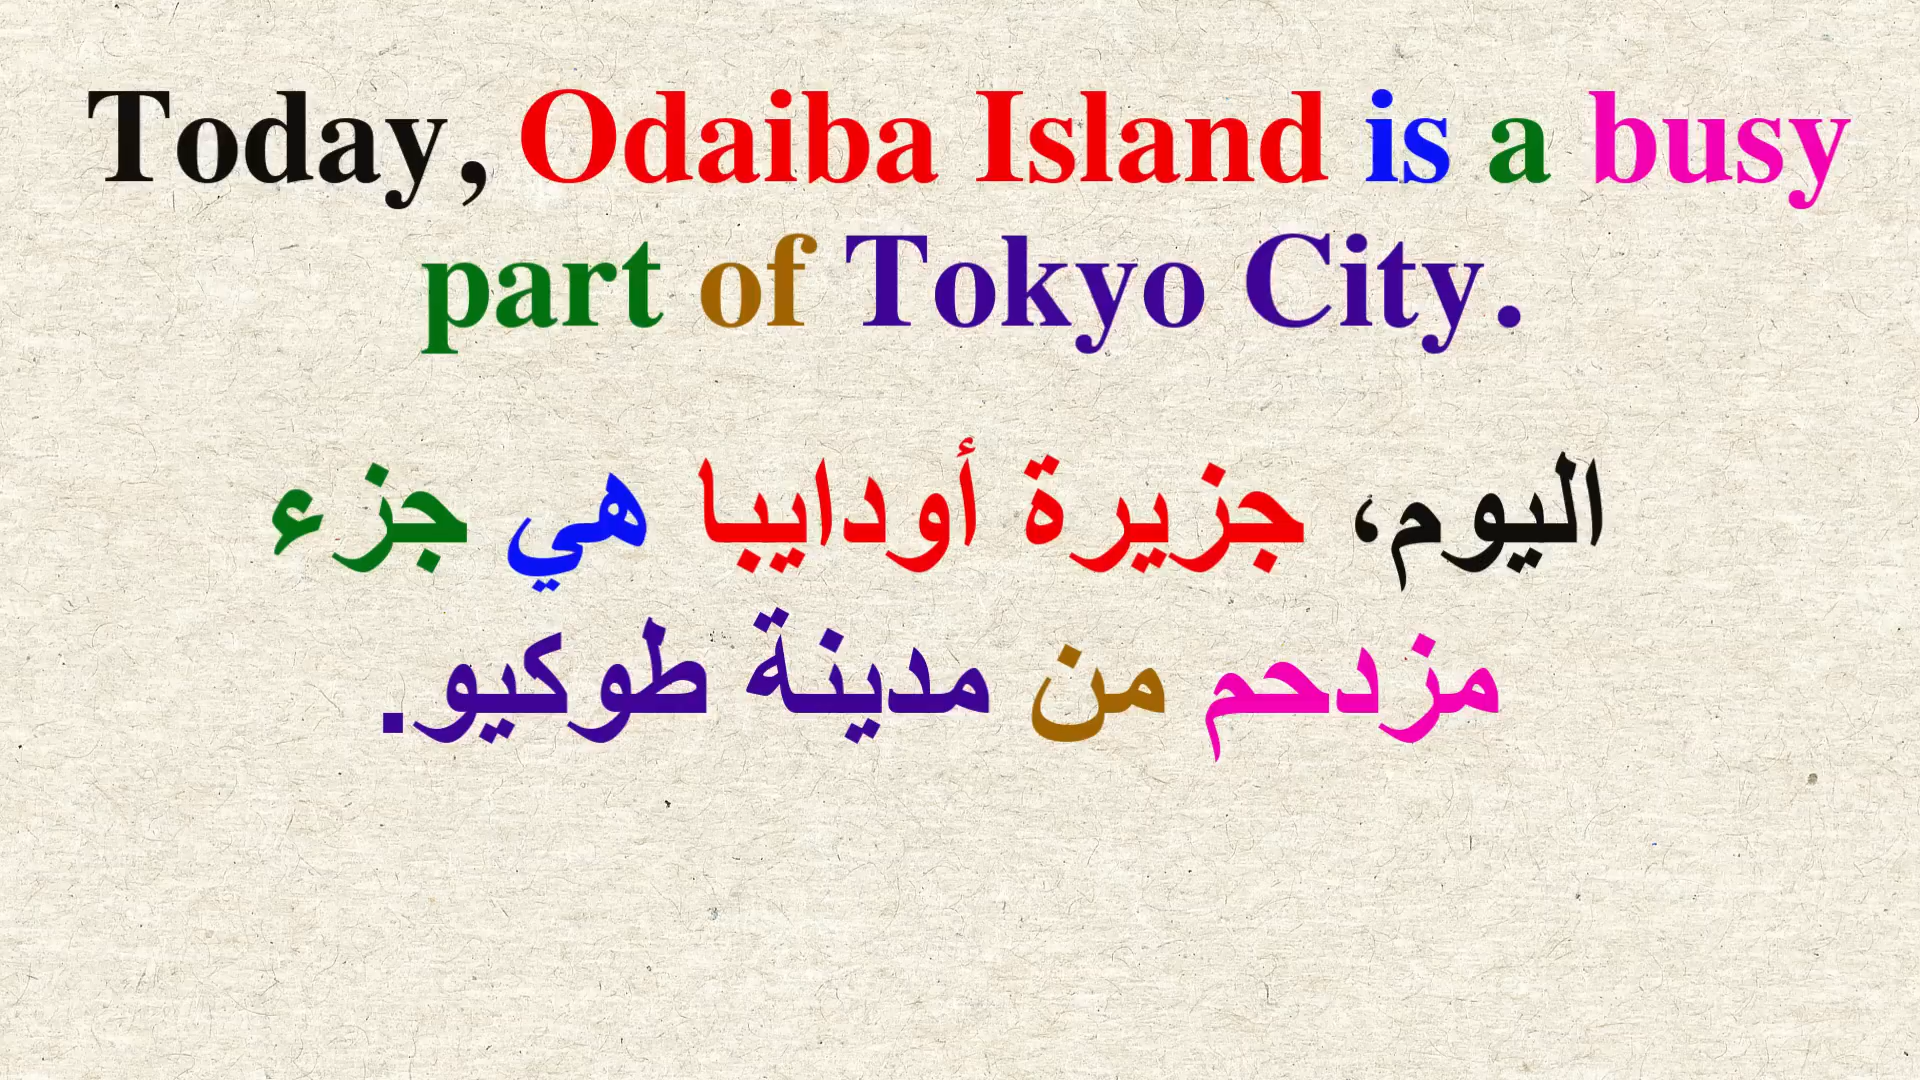 Today, Odaiba Island is a busy
part of Tokyo City.
اليوم، جزيرة أودايبا هي جزء
مزدحم من مدينة طوكيو.